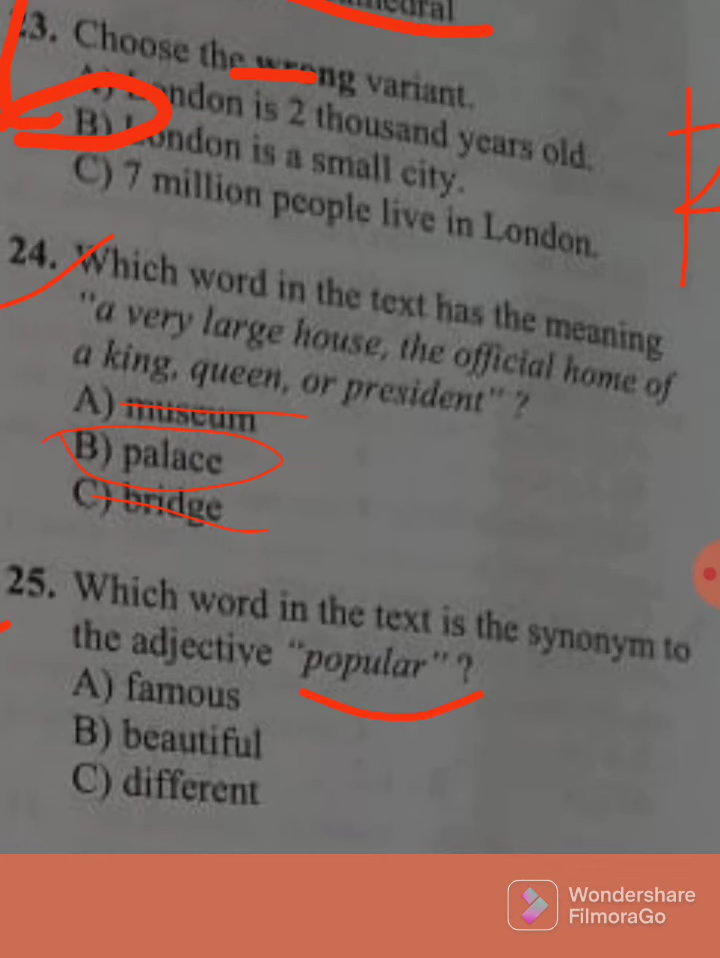 23. Choose the wrong variant.
A) London is 2 thousand years old.
B) London is a small city.
C) 7 million people live in London.
24. Which word in the text has the meaning
"a very large house, the official home of
a king, queen, or president" ?
A) museum
B) palace
C) bridge
25. Which word in the text is the synonym to
the adjective "popular" ?
A) famous
B) beautiful
C) different
Wondershare
FilmoraGo